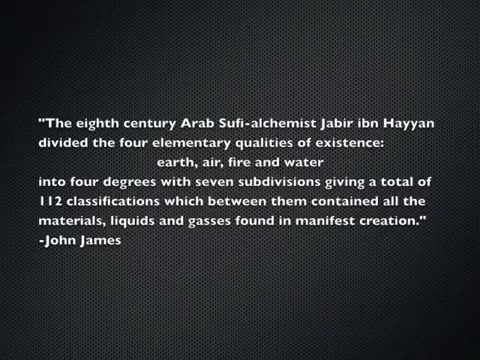 "The eighth century Arab Sufi-alchemist Jabir ibn Hayyan
divided the four elementary qualities of existence:
earth, air, fire and water
into four degrees with seven subdivisions giving a total of
112 classifications which between them contained all the
materials, liquids and gasses found in manifest creation."
-John James